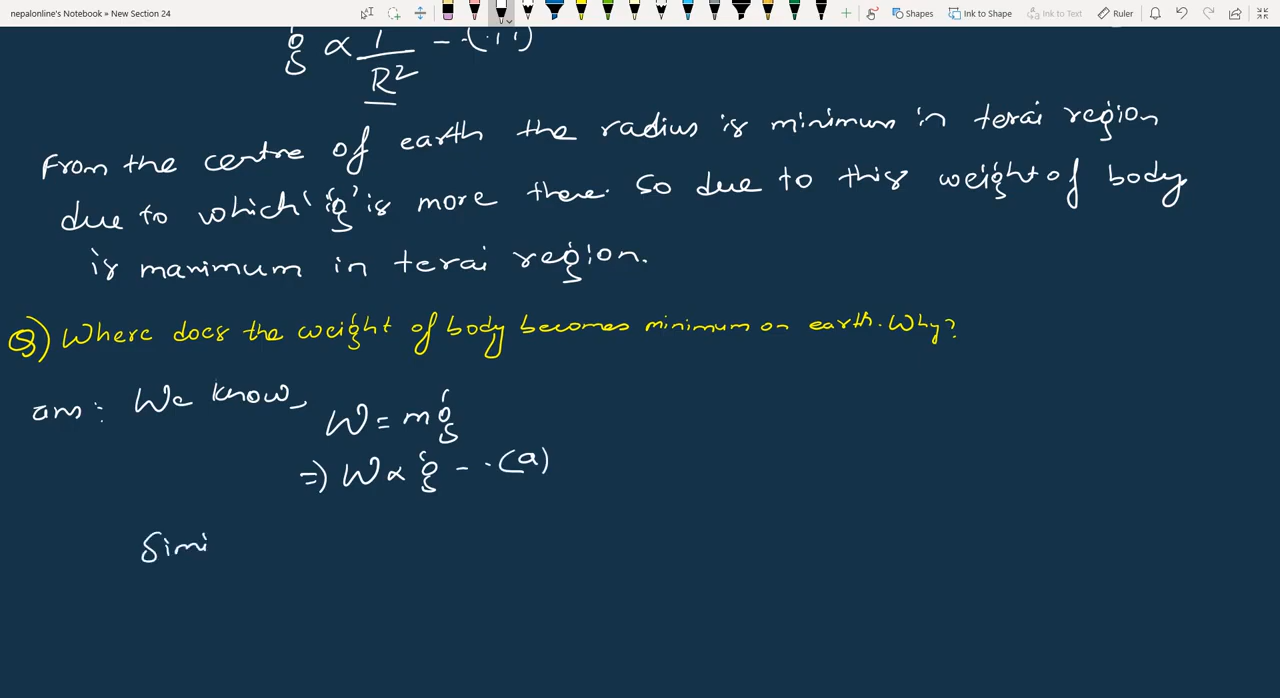 nepalonline's Notebook » New Section 24
Shapes Ink to Shape Ink to Text Ruler
g ∝ 1/R² - -(ii)
From the centre of earth the radius is minimum in terai region
due to which 'g' is more there. So due to this weight of body
is manimum in terai region.
Q) Where does the weight of body becomes minimum on earth. Why?
ans: We know,
W = mg
=) W ∝ g - - (a)
Simi